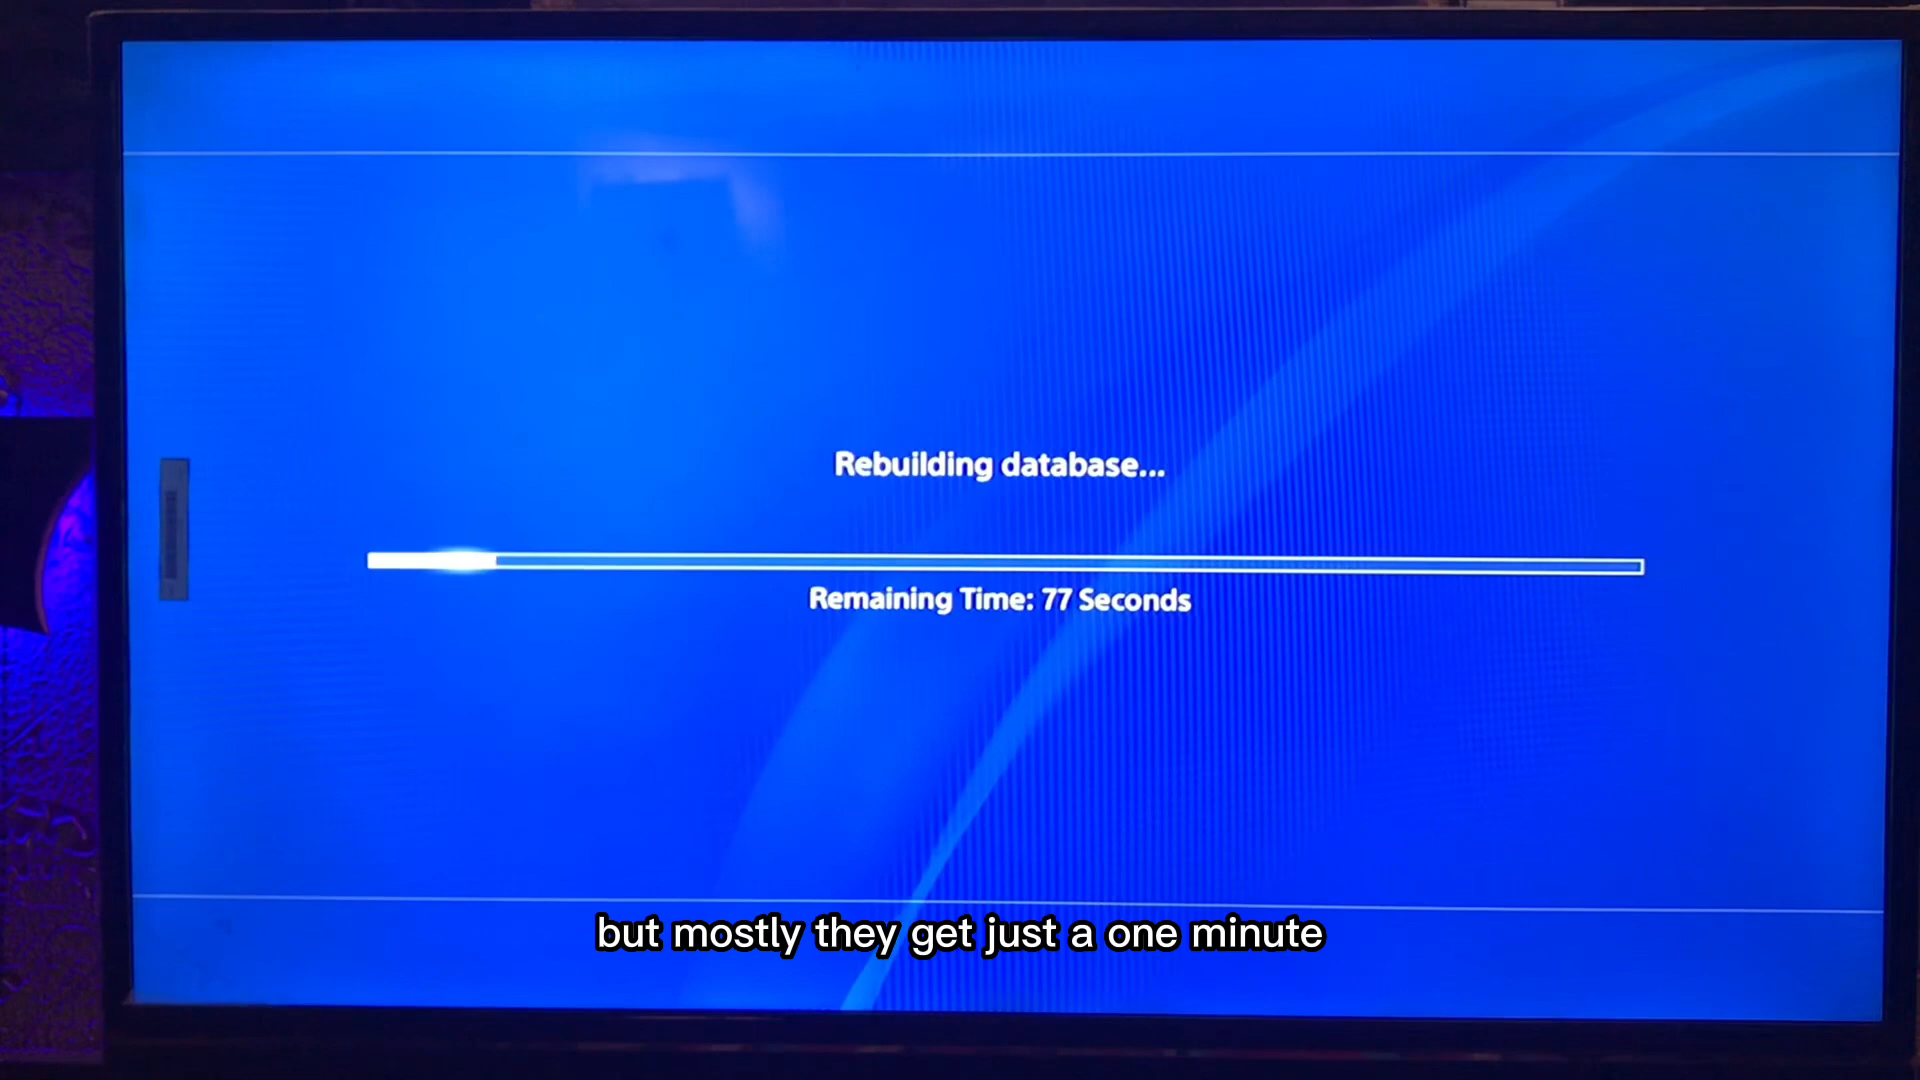 Rebuilding database...
Remaining Time: 77 Seconds
but mostly they get just a one minute